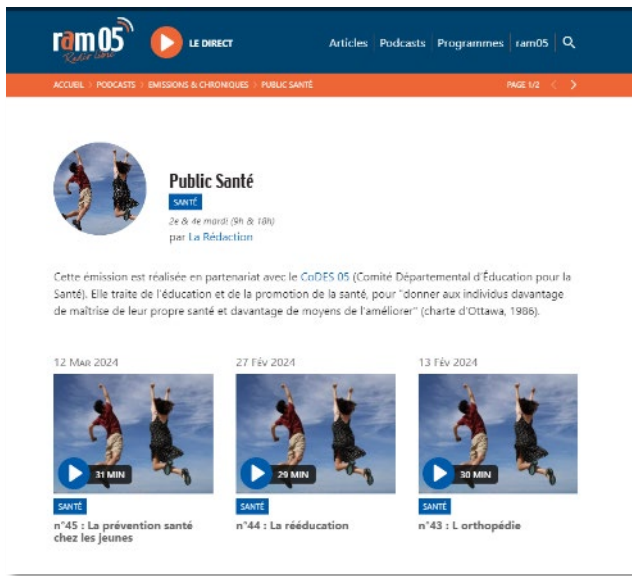 ram05
Radio libre
LE DIRECT
Articles Podcasts Programmes ram05
ACCUEIL > PODCASTS > EMISSIONS & CHRONIQUES > PUBLIC SANTÉ
PAGE 1/2 < >
Public Santé
SANTÉ
2e & 4e mardi (9h & 18h)
par La Rédaction
Cette émission est réalisée en partenariat avec le CoDES 05 (Comité Départemental d'Éducation pour la
Santé). Elle traite de l'éducation et de la promotion de la santé, pour "donner aux individus davantage
de maîtrise de leur propre santé et davantage de moyens de l'améliorer" (charte d'Ottawa, 1986).
12 MAR 2024
31 MIN
SANTÉ
n°45 : La prévention santé
chez les jeunes
27 FÉV 2024
29 MIN
SANTÉ
n°44 : La rééducation
13 FÉV 2024
30 MIN
SANTÉ
n°43 : L orthopédie